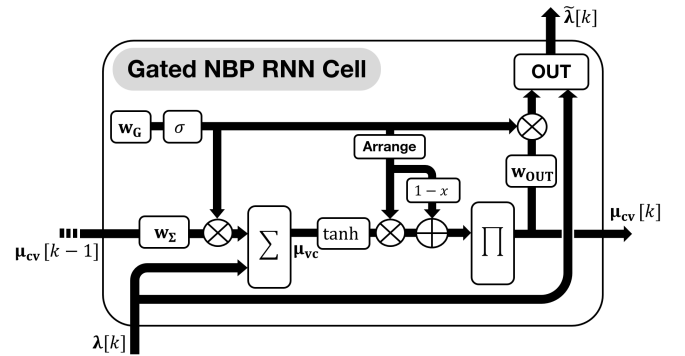 λ̃[k]
Gated NBP RNN Cell
OUT
w_G
σ
Arrange
w_OUT
1 − x
μ_cv[k−1]
w_Σ
Σ
μ_vc
tanh
∏
μ_cv[k]
λ[k]